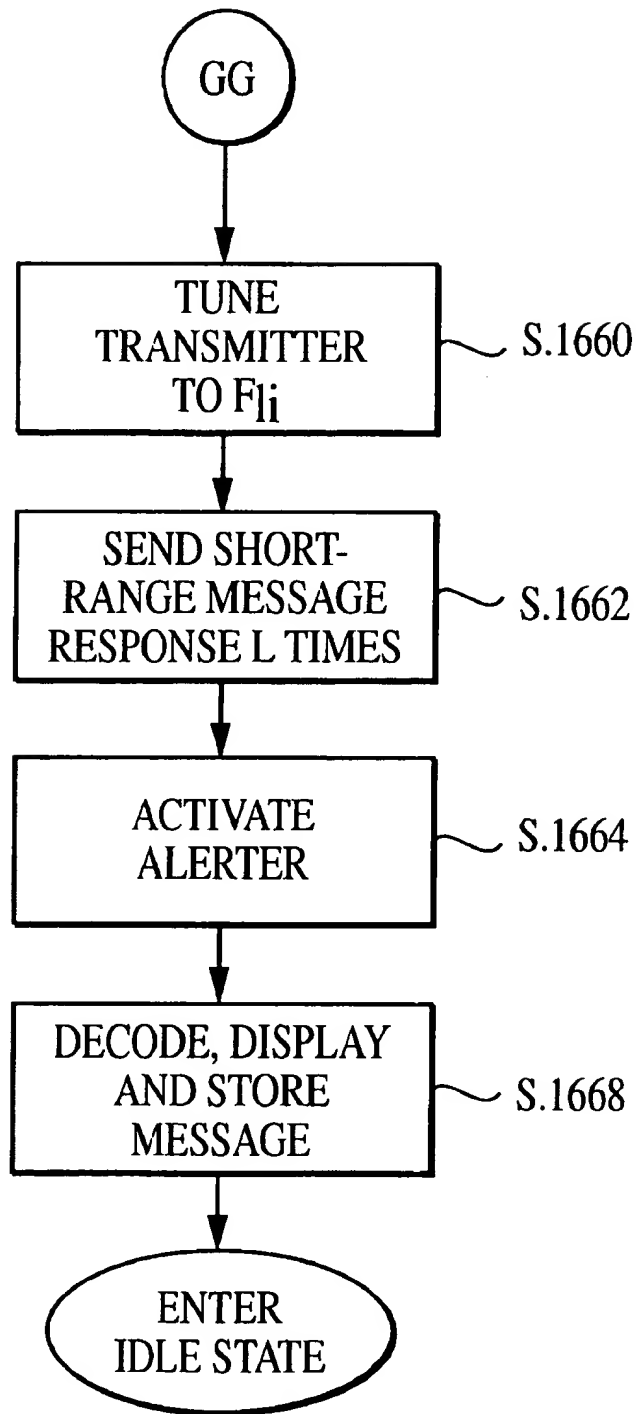 GG
TUNE
TRANSMITTER
TO Fli
S.1660
SEND SHORT-
RANGE MESSAGE
RESPONSE L TIMES
S.1662
ACTIVATE
ALERTER
S.1664
DECODE, DISPLAY
AND STORE
MESSAGE
S.1668
ENTER
IDLE STATE